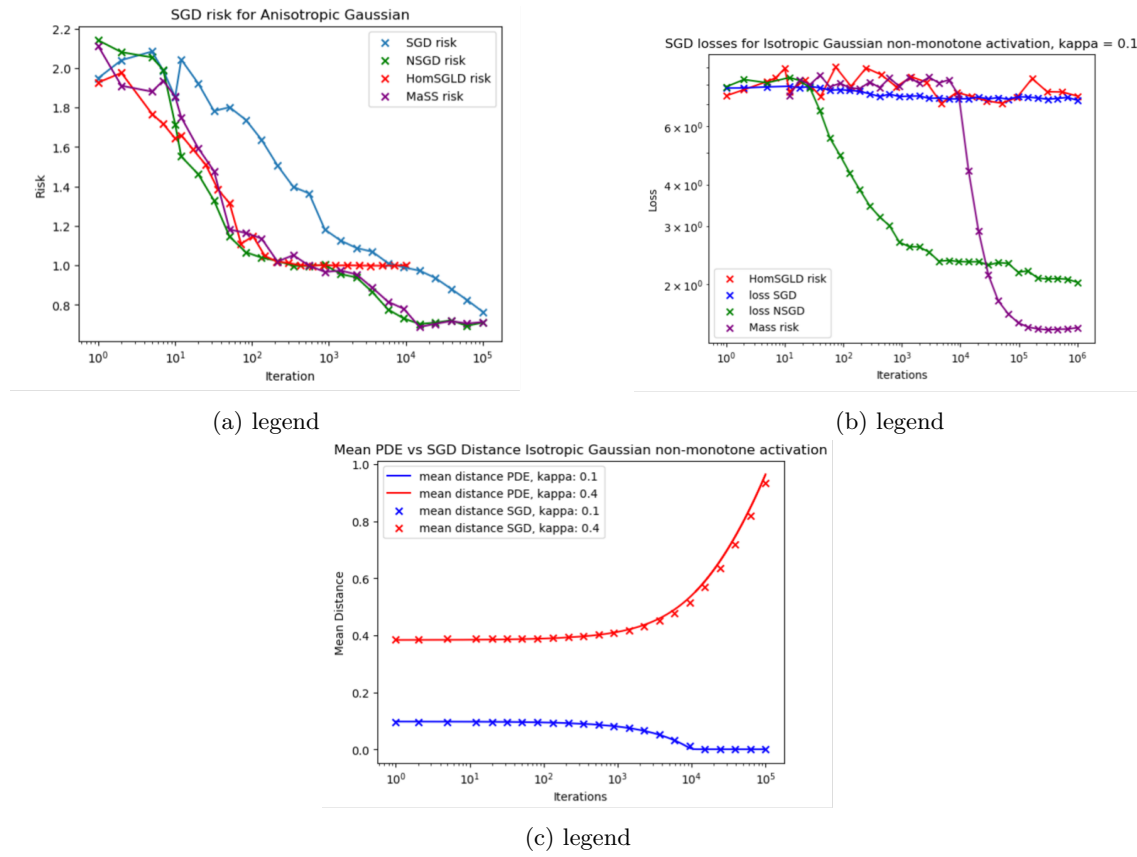 SGD risk for Anisotropic Gaussian
2.2
2.0
1.8
1.6
1.4
1.2
1.0
0.8
Risk
SGD risk
NSGD risk
HomSGLD risk
MaSS risk
10^0
10^1
10^2
10^3
10^4
10^5
Iteration
(a) legend
SGD losses for Isotropic Gaussian non-monotone activation, kappa = 0.1
6 × 10^0
4 × 10^0
3 × 10^0
2 × 10^0
Loss
HomSGLD risk
loss SGD
loss NSGD
Mass risk
10^0
10^1
10^2
10^3
10^4
10^5
10^6
Iterations
(b) legend
Mean PDE vs SGD Distance Isotropic Gaussian non-monotone activation
1.0
0.8
0.6
0.4
0.2
0.0
Mean Distance
mean distance PDE, kappa: 0.1
mean distance PDE, kappa: 0.4
mean distance SGD, kappa: 0.1
mean distance SGD, kappa: 0.4
10^0
10^1
10^2
10^3
10^4
10^5
Iterations
(c) legend